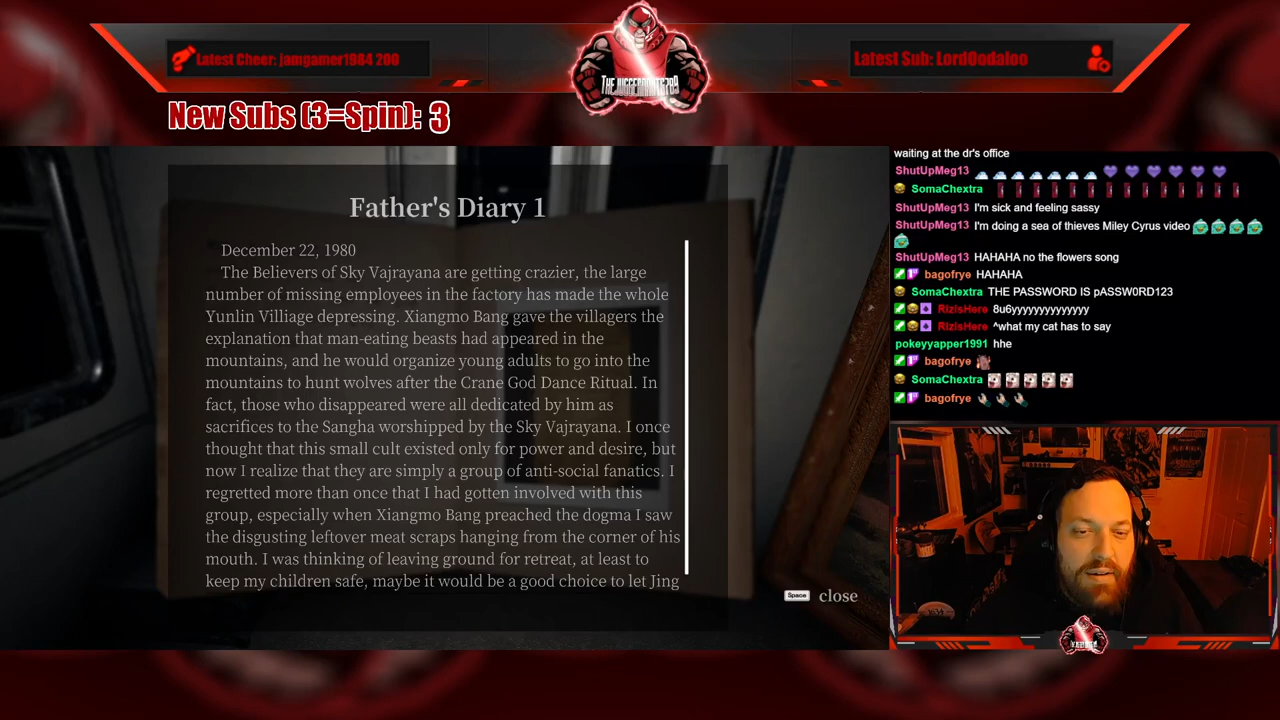 Latest Cheer: jamgamer1984 200
THEJUGGERNAUT6789
Latest Sub: LordOodaloo
New Subs (3=Spin): 3
Father's Diary 1
December 22, 1980
The Believers of Sky Vajrayana are getting crazier, the large
number of missing employees in the factory has made the whole
Yunlin Villiage depressing. Xiangmo Bang gave the villagers the
explanation that man-eating beasts had appeared in the
mountains, and he would organize young adults to go into the
mountains to hunt wolves after the Crane God Dance Ritual. In
fact, those who disappeared were all dedicated by him as
sacrifices to the Sangha worshipped by the Sky Vajrayana. I once
thought that this small cult existed only for power and desire, but
now I realize that they are simply a group of anti-social fanatics. I
regretted more than once that I had gotten involved with this
group, especially when Xiangmo Bang preached the dogma I saw
the disgusting leftover meat scraps hanging from the corner of his
mouth. I was thinking of leaving ground for retreat, at least to
keep my children safe, maybe it would be a good choice to let Jing
Space close
waiting at the dr's office
ShutUpMeg13
SomaChextra
ShutUpMeg13 I'm sick and feeling sassy
ShutUpMeg13 I'm doing a sea of thieves Miley Cyrus video
ShutUpMeg13 HAHAHA no the flowers song
bagofrye HAHAHA
SomaChextra THE PASSWORD IS pASSW0RD123
RizisHere 8u6yyyyyyyyyyyyy
RizisHere ^what my cat has to say
pokeyyapper1991 hhe
bagofrye
SomaChextra
bagofrye